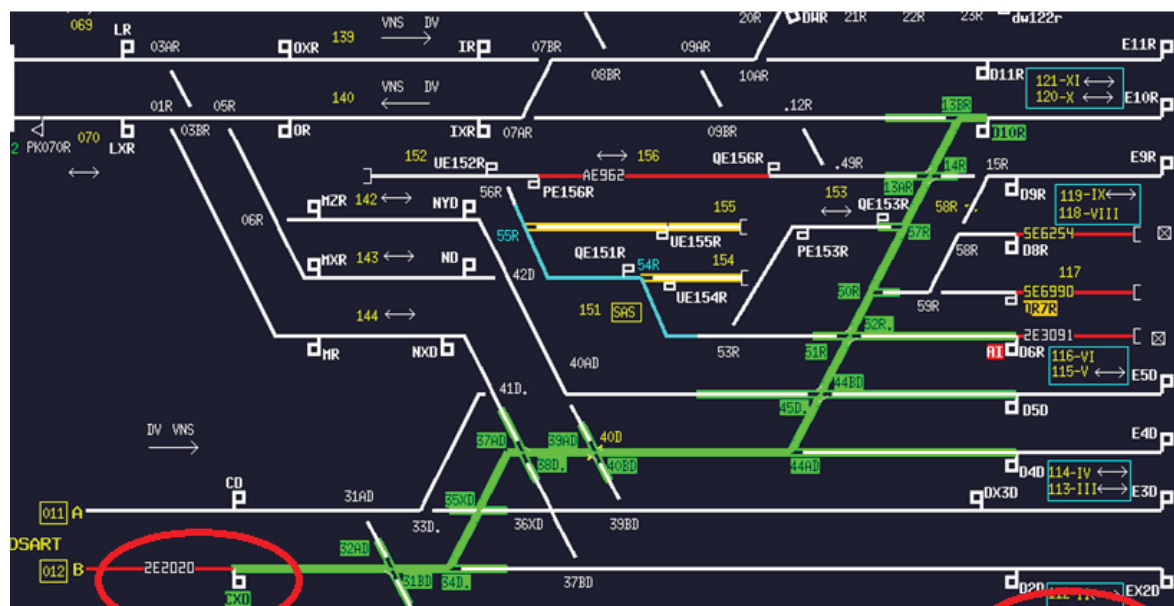 069 LR 03AR OXR 139 VNS DV IR 07BR 20R DWR 21R 22R 23R dw122r
08BR 09AR 10AR D11R E11R
121-XI
120-X
01R 05R 140 VNS DV .12R 13BR E10R
2 PK070R 070 LXR 03BR OR IXR 07AR 09BR D10R
152 UE152R 156 QE156R .49R 14R 15R E9R
AE962 13AR
56R PE156R 153 D9R
119-IX
118-VIII
06R MZR 142 NYD 155 QE153R 58R
55R UE155R 57R
PE153R 58R SE6254
D8R
MXR 143 ND QE151R 54R 154 117
42D UE154R 50R SE6990
59R DR7R
144 151 SAS 52R. 2E3091
MR NXD 53R 51R AI D6R
116-VI
115-V
40AD 44BD E5D
41D. 45D. D5D
DV VNS 37AD 39AD 40D E4D
38D. 40BD 44AD D4D
114-IV
113-III
CD 31AD 35XD DX3D E3D
011 A 33D. 36XD 39BD
OSART 32AD
012 B 2E2020 31BD 34D. 37BD
CXD D2D 112-II EX2D